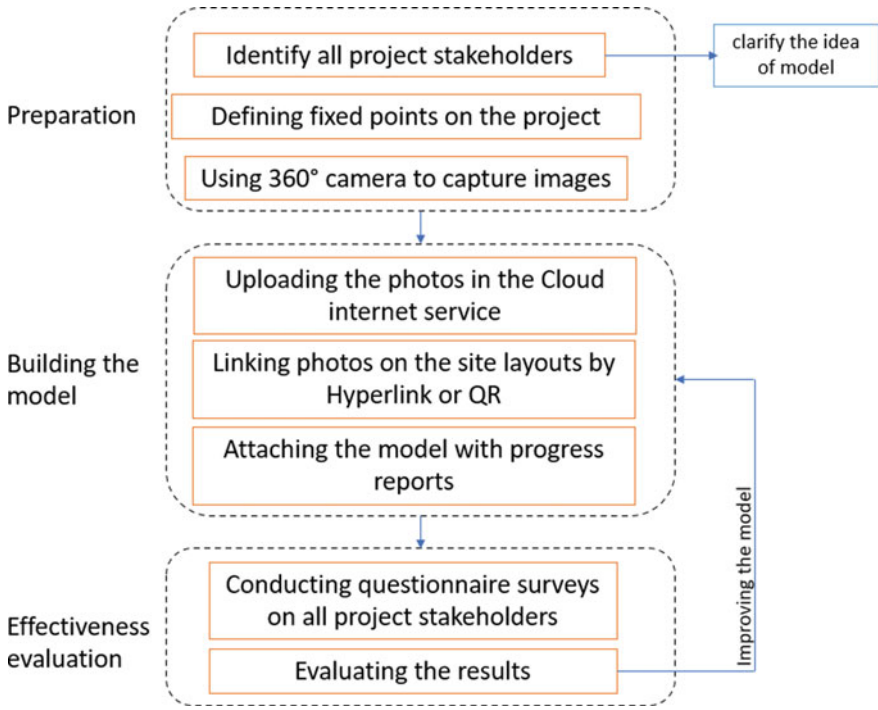 Identify all project stakeholders
clarify the idea
of model
Preparation
Defining fixed points on the project
Using 360° camera to capture images
Uploading the photos in the Cloud
internet service
Building the
model
Linking photos on the site layouts by
Hyperlink or QR
Attaching the model with progress
reports
Improving the model
Effectiveness
evaluation
Conducting questionnaire surveys
on all project stakeholders
Evaluating the results